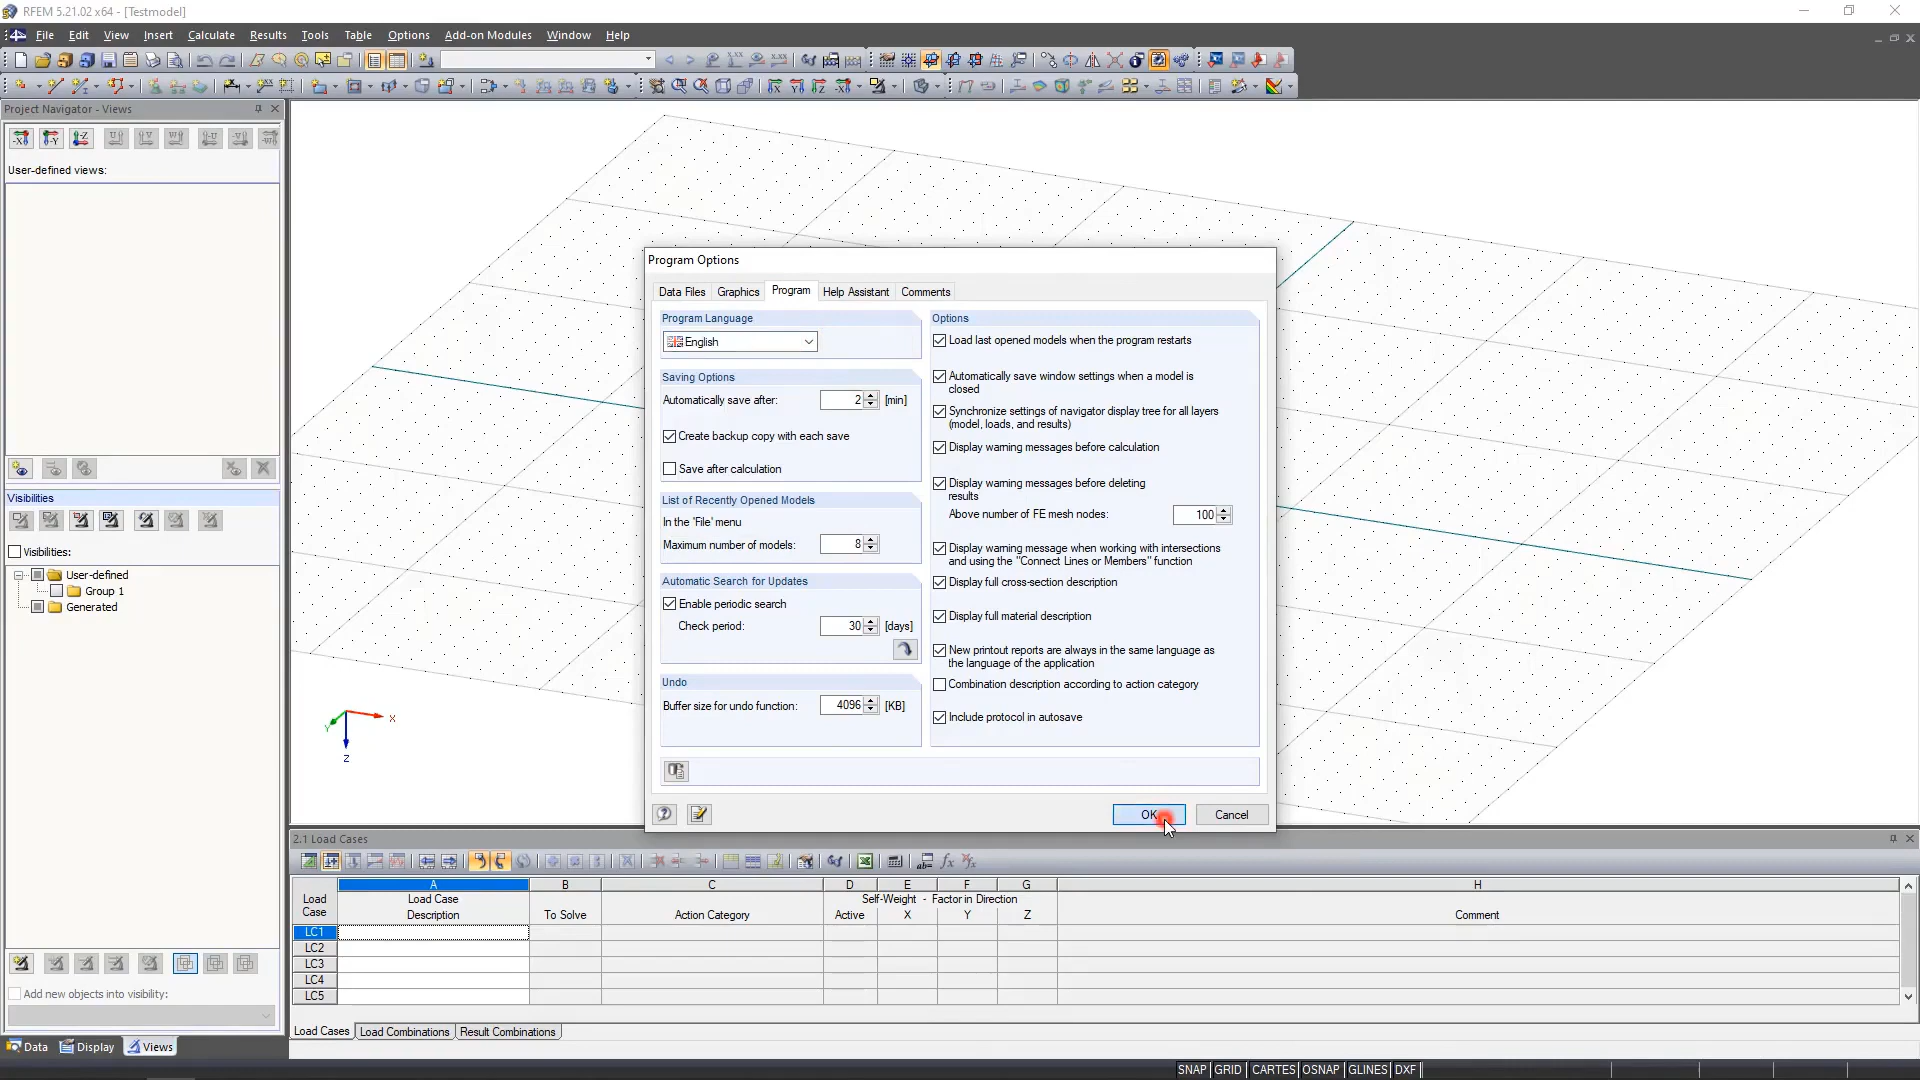 RFEM 5.21.02 x64 - [Testmodel]
File Edit View Insert Calculate Results Tools Table Options Add-on Modules Window Help
Project Navigator - Views
User-defined views:
Visibilities
Visibilities:
User-defined
Group 1
Generated
Add new objects into visibility:
Data Display Views
X
Y
Z
Program Options
Data Files Graphics Program Help Assistant Comments
Program Language
English
Saving Options
Automatically save after: 2 [min]
Create backup copy with each save
Save after calculation
List of Recently Opened Models
In the 'File' menu
Maximum number of models: 8
Automatic Search for Updates
Enable periodic search
Check period: 30 [days]
Undo
Buffer size for undo function: 4096 [KB]
Options
Load last opened models when the program restarts
Automatically save window settings when a model is
closed
Synchronize settings of navigator display tree for all layers
(model, loads, and results)
Display warning messages before calculation
Display warning messages before deleting
results
Above number of FE mesh nodes: 100
Display warning message when working with intersections
and using the "Connect Lines or Members" function
Display full cross-section description
Display full material description
New printout reports are always in the same language as
the language of the application
Combination description according to action category
Include protocol in autosave
OK Cancel
2.1 Load Cases
A B C D E F G H
Load Load Case Self-Weight - Factor in Direction
Case Description To Solve Action Category Active X Y Z Comment
LC1
LC2
LC3
LC4
LC5
Load Cases Load Combinations Result Combinations
SNAP GRID CARTES OSNAP GLINES DXF